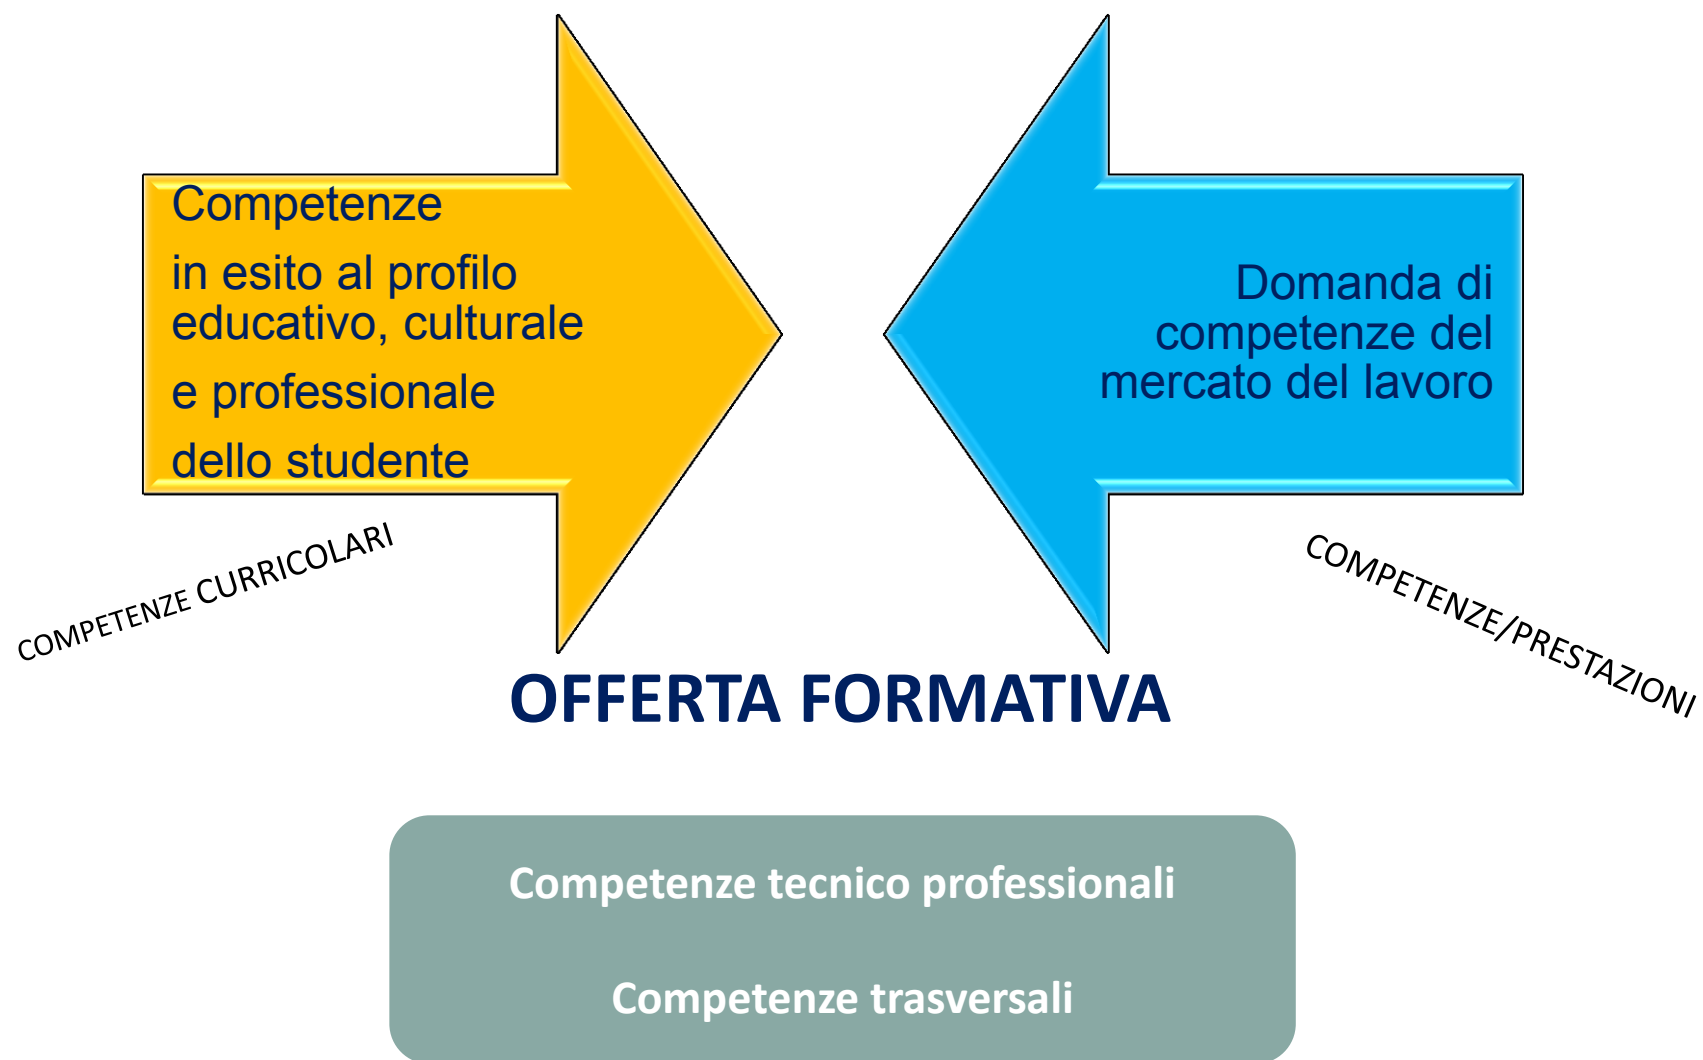 Competenze
in esito al profilo
educativo, culturale
e professionale
dello studente
Domanda di
competenze del
mercato del lavoro
COMPETENZE CURRICOLARI
COMPETENZE/PRESTAZIONI
OFFERTA FORMATIVA
Competenze tecnico professionali
Competenze trasversali